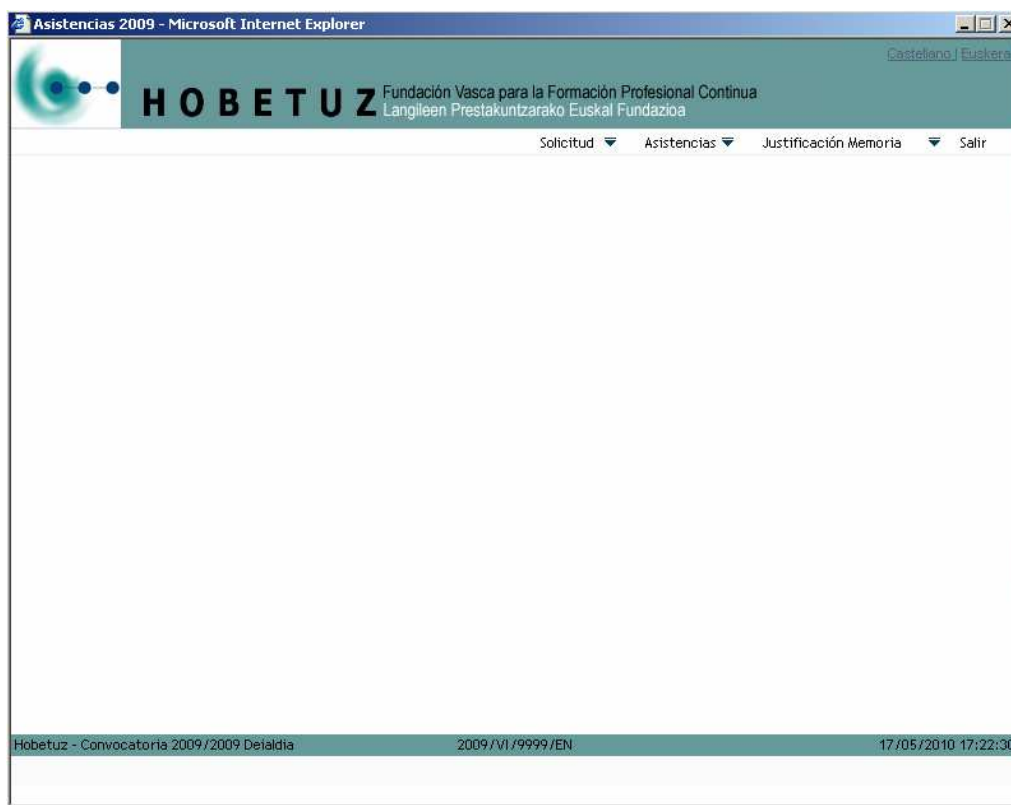 Asistencias 2009 - Microsoft Internet Explorer
Castellano | Euskera
HOBETUZ
Fundación Vasca para la Formación Profesional Continua
Langileen Prestakuntzarako Euskal Fundazioa
Solicitud Asistencias Justificación Memoria Salir
Hobetuz - Convocatoria 2009/2009 Deialdia 2009/VI/9999/EN 17/05/2010 17:22:30